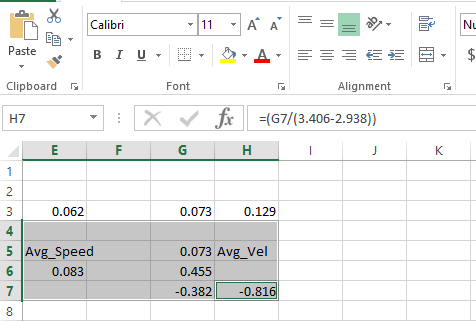 Calibri 11 A A Nu
Paste B I U A $
Clipboard Font Alignment
H7 fx =(G7/(3.406-2.938))
E F G H I J K
1
2
3 0.062 0.073 0.129
4
5 Avg_Speed 0.073 Avg_Vel
6 0.083 0.455
7 -0.382 -0.816
8